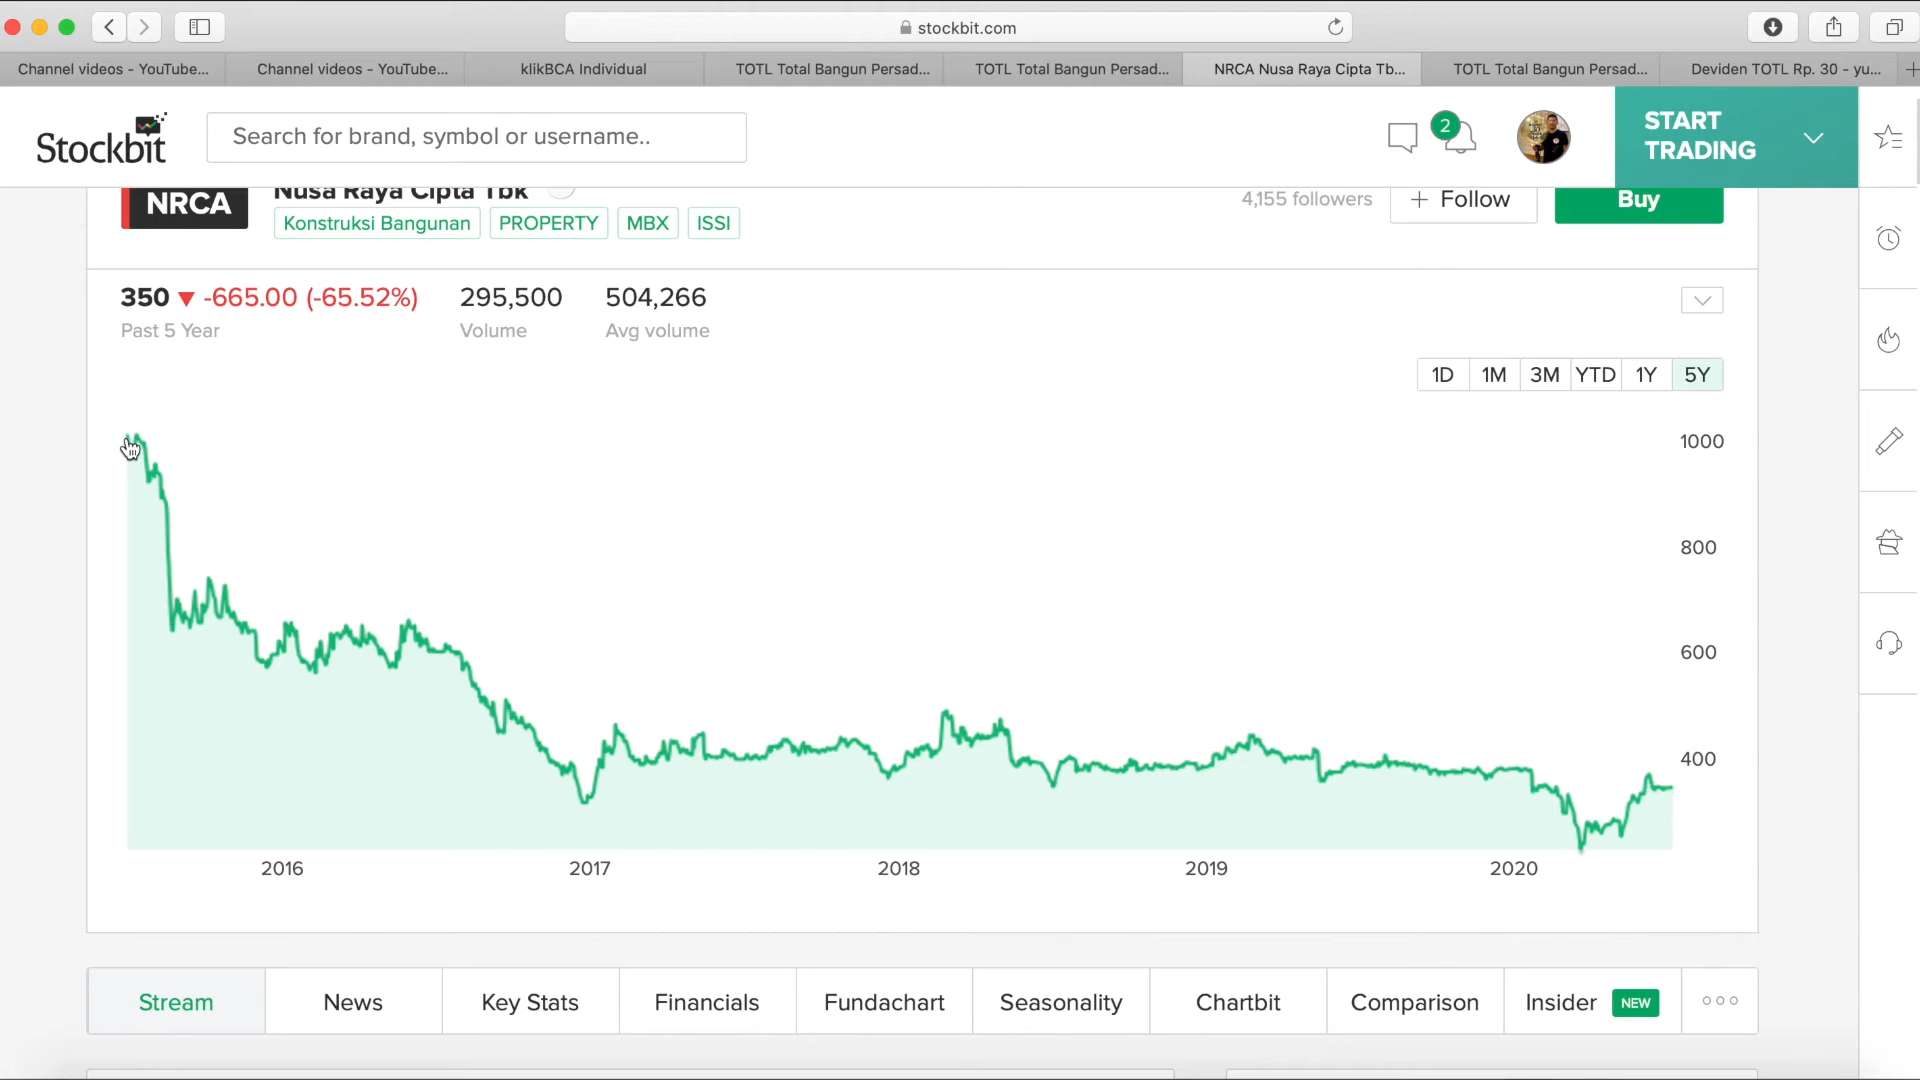 stockbit.com
Channel videos - YouTube...
Channel videos - YouTube...
klikBCA Individual
TOTL Total Bangun Persad...
TOTL Total Bangun Persad...
NRCA Nusa Raya Cipta Tb...
TOTL Total Bangun Persad...
Deviden TOTL Rp. 30 - yu...
Stockbit
Search for brand, symbol or username..
2
START
TRADING
NRCA
Nusa Raya Cipta Tbk
Konstruksi Bangunan
PROPERTY
MBX
ISSI
4,155 followers
+ Follow
Buy
350 ▼ -665.00 (-65.52%)
Past 5 Year
295,500
Volume
504,266
Avg volume
1D
1M
3M
YTD
1Y
5Y
1000
800
600
400
2016
2017
2018
2019
2020
Stream
News
Key Stats
Financials
Fundachart
Seasonality
Chartbit
Comparison
Insider NEW